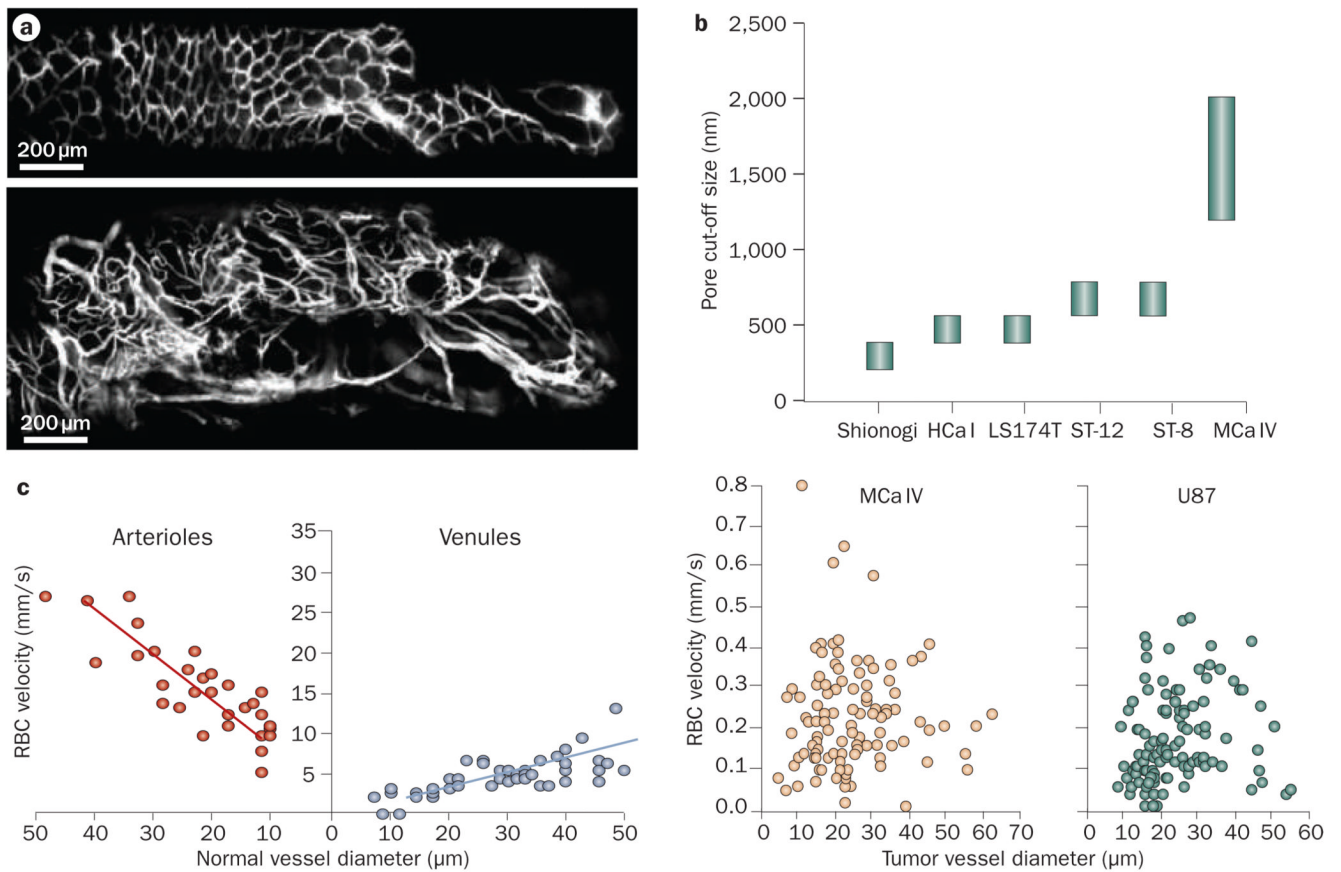 a
200 µm
200 µm
b
Pore cut-off size (nm)
2,500
2,000
1,500
1,000
500
0
Shionogi HCa I LS174T ST-12 ST-8 MCa IV
c
Arterioles
Venules
RBC velocity (mm/s)
35
30
25
20
15
10
5
50 40 30 20 10 0 10 20 30 40 50
Normal vessel diameter (µm)
MCa IV
U87
RBC velocity (mm/s)
0.8
0.7
0.6
0.5
0.4
0.3
0.2
0.1
0.0
0 10 20 30 40 50 60 70
0 10 20 30 40 50 60
Tumor vessel diameter (µm)